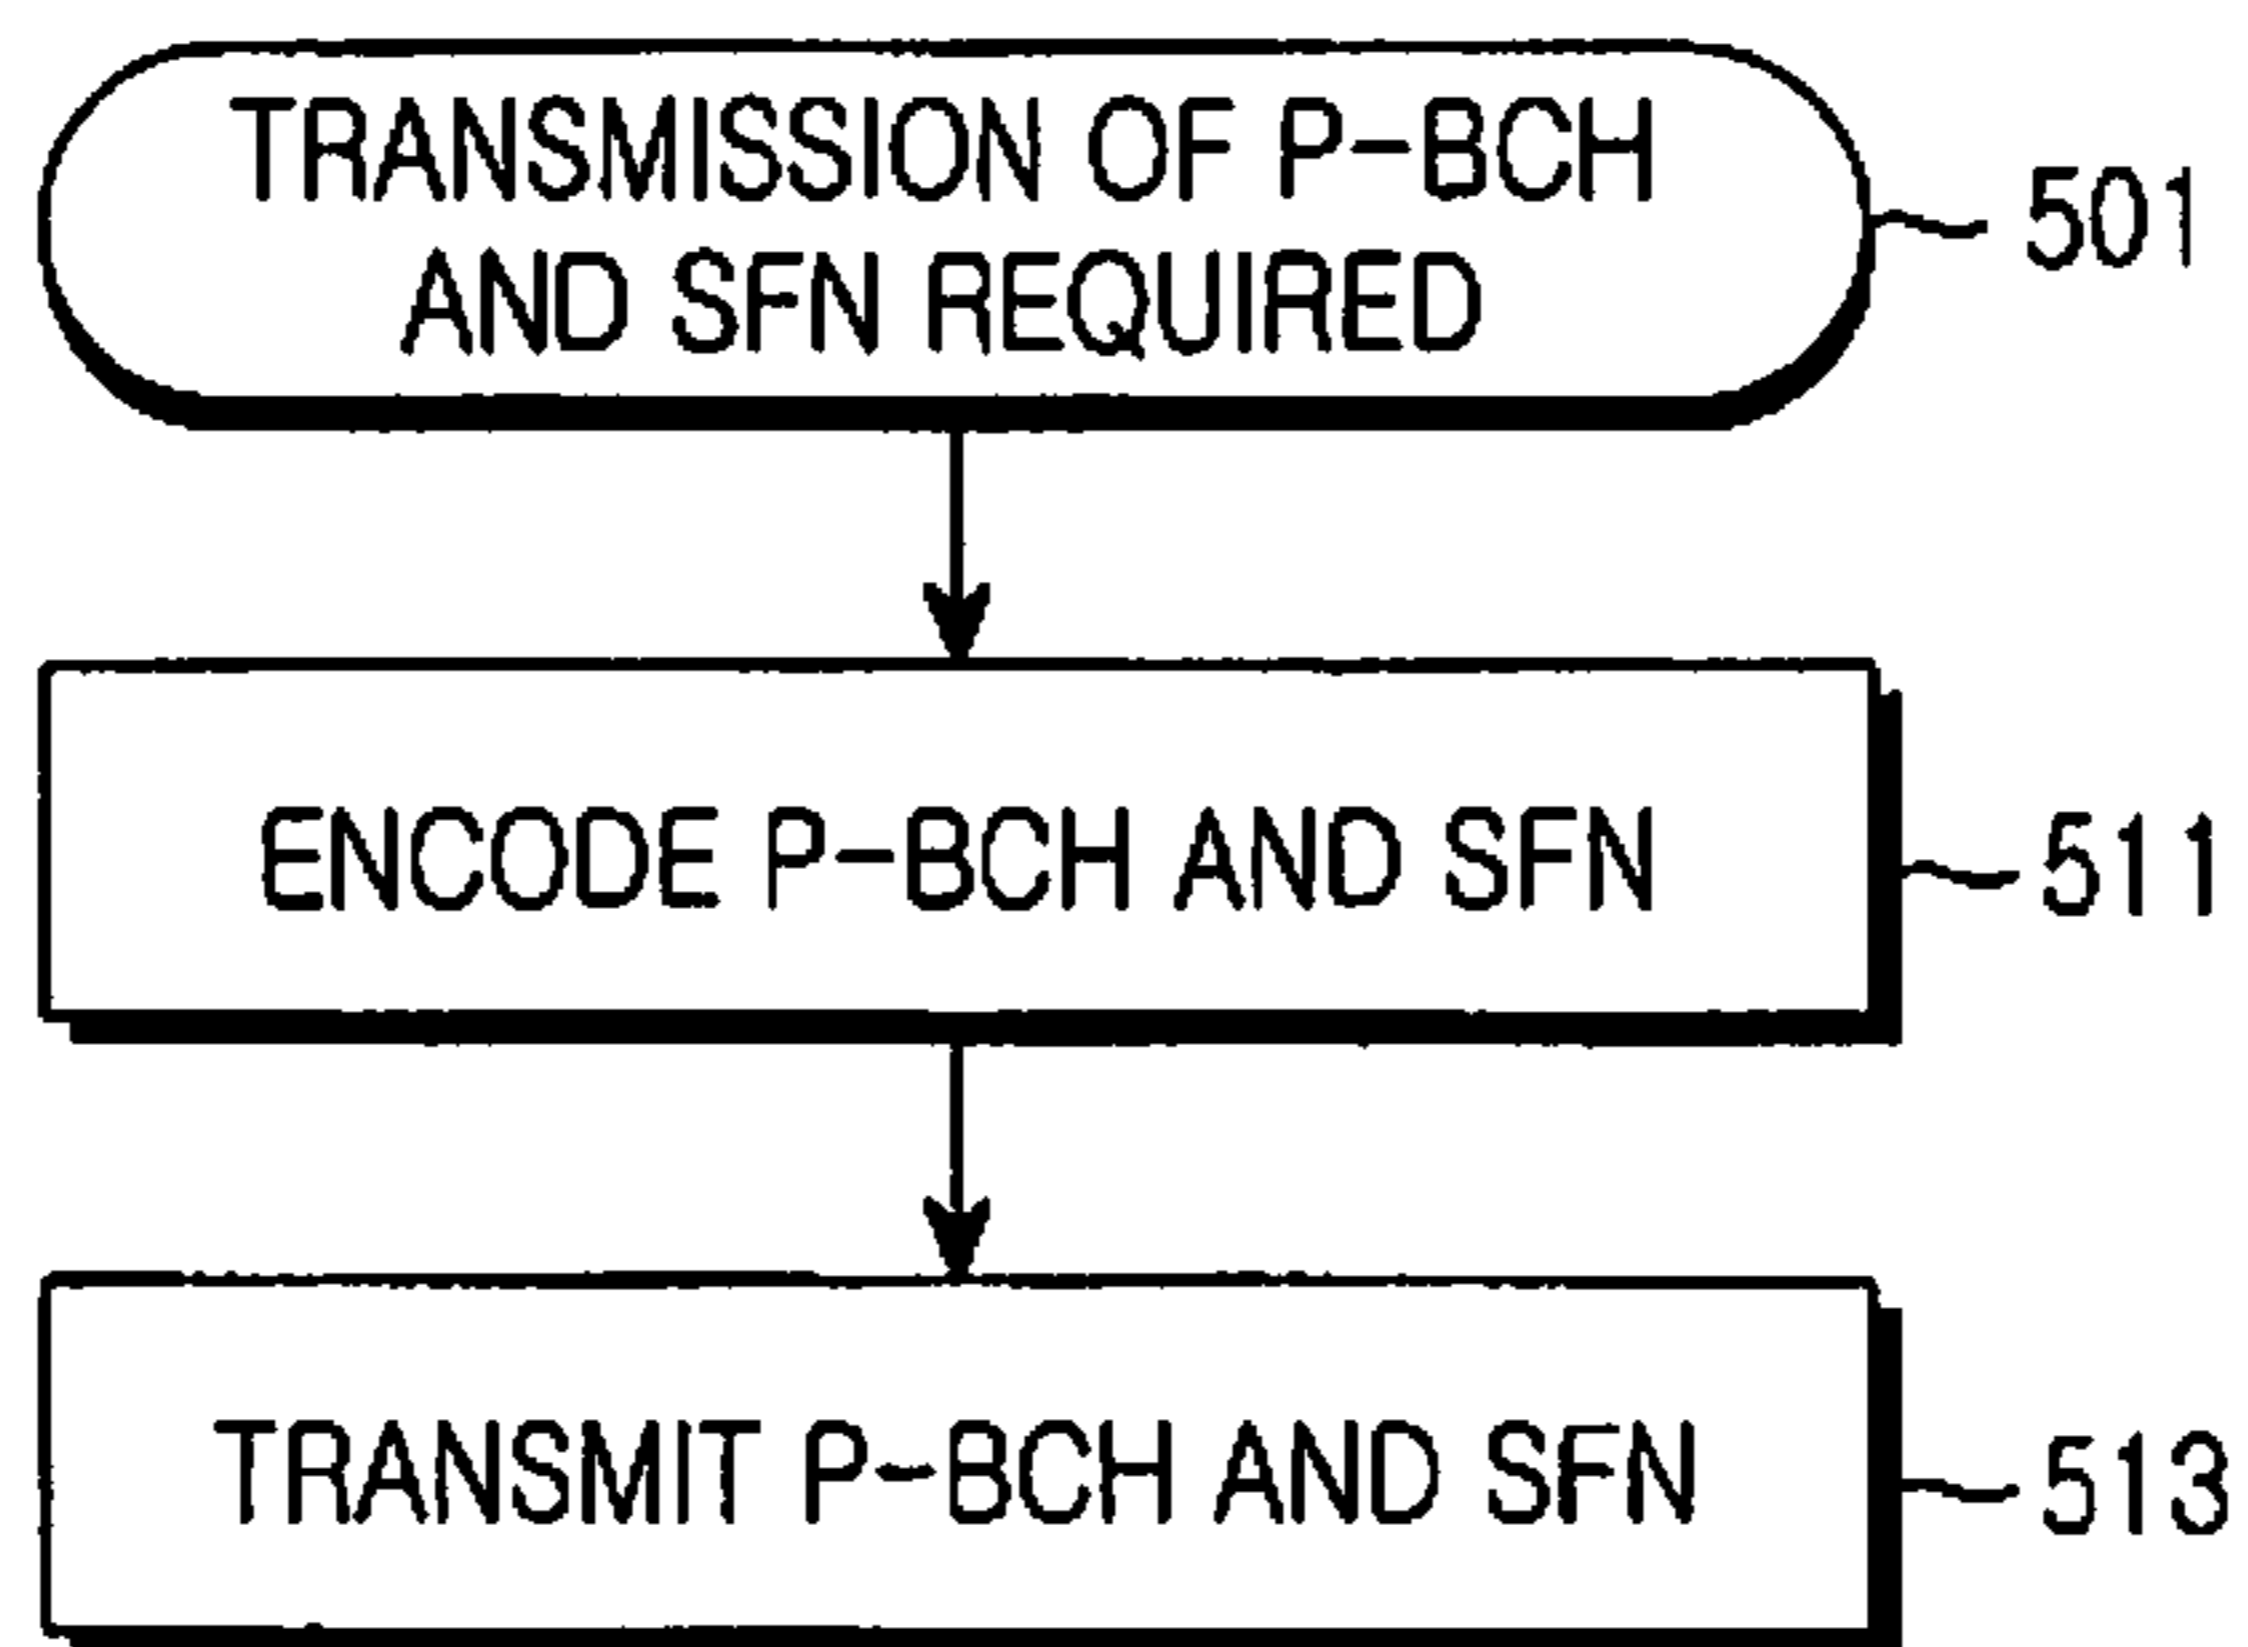 TRANSMISSION OF P-BCH
AND SFN REQUIRED
501
ENCODE P-BCH AND SFN
511
TRANSMIT P-BCH AND SFN
513